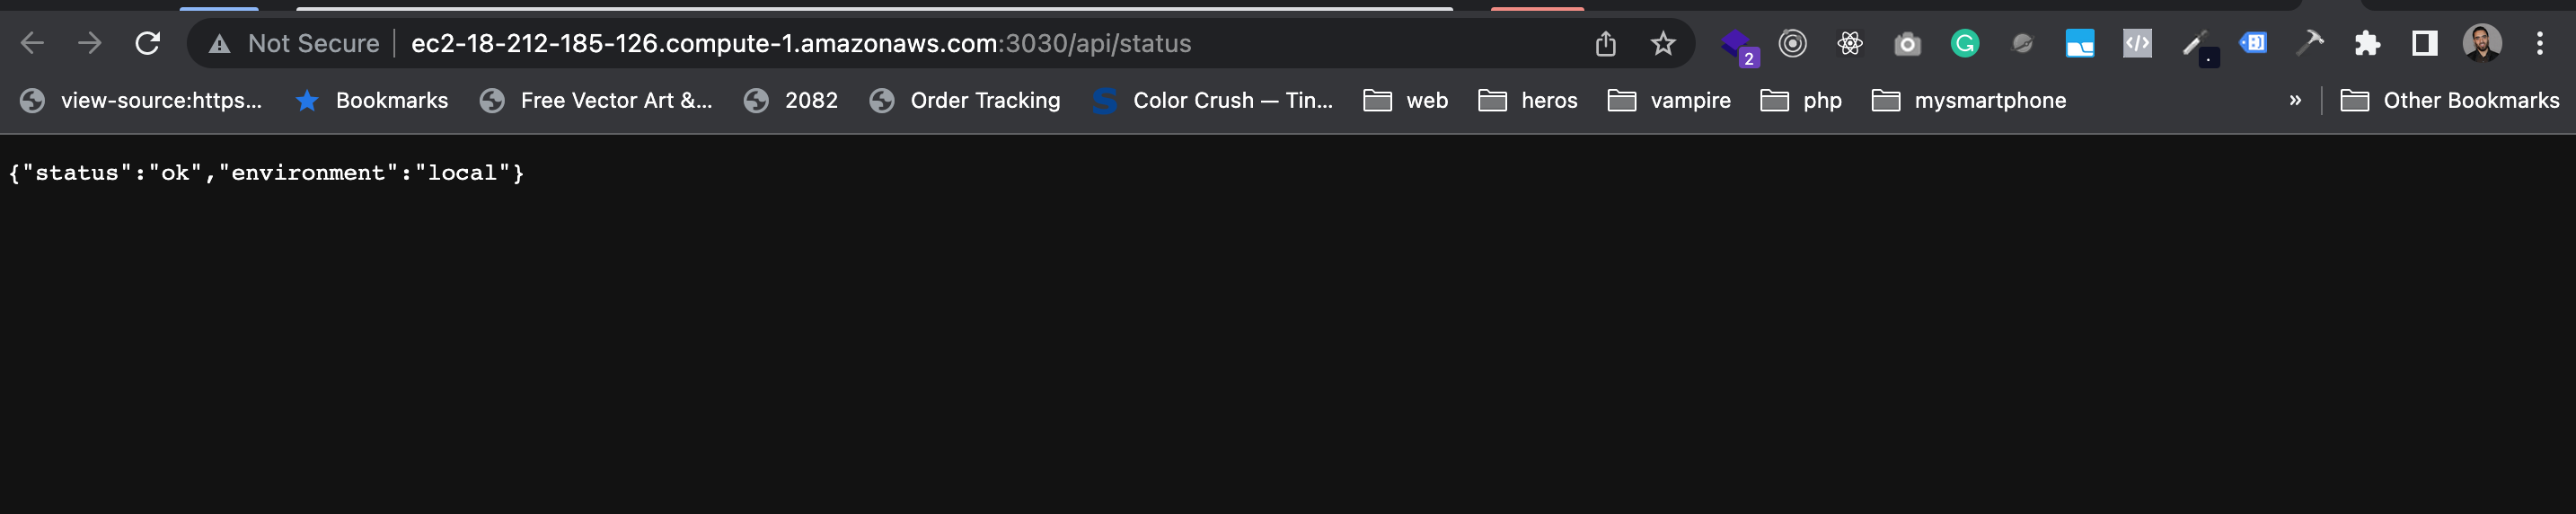 Not Secure ec2-18-212-185-126.compute-1.amazonaws.com:3030/api/status 2 .
view-source:https... Bookmarks Free Vector Art &... 2082 Order Tracking Color Crush — Tin... web heros vampire php mysmartphone » Other Bookmarks
{"status":"ok","environment":"local"}